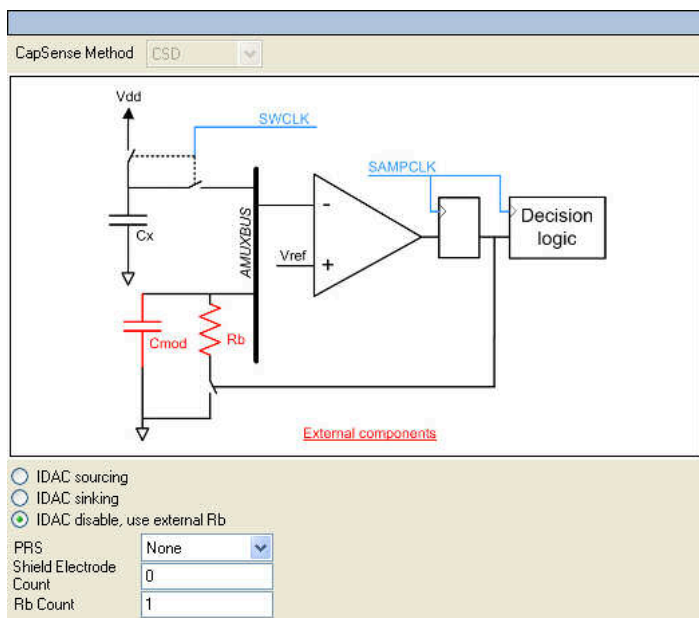 CapSense Method CSD
Vdd
SWCLK
SAMPCLK
Cx
AMUXBUS
-
Vref
+
Decision
logic
Cmod
Rb
External components
IDAC sourcing
IDAC sinking
IDAC disable, use external Rb
PRS None
Shield Electrode
Count 0
Rb Count 1